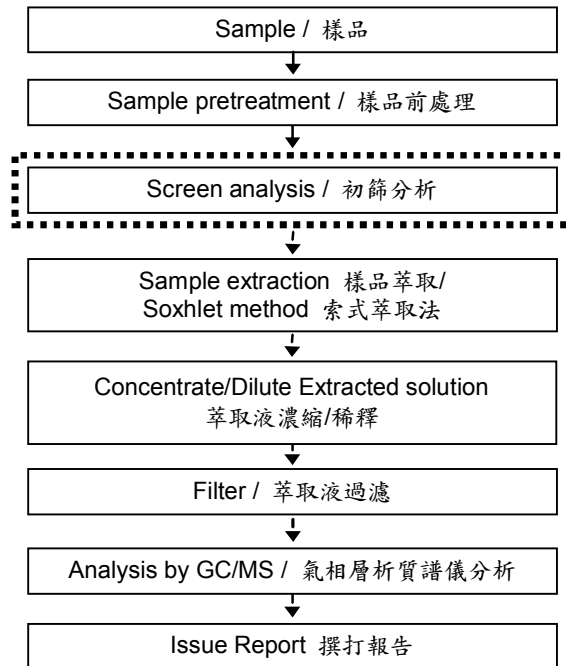 Sample / 樣品
Sample pretreatment / 樣品前處理
Screen analysis / 初篩分析
Sample extraction 樣品萃取/
Soxhlet method 索式萃取法
Concentrate/Dilute Extracted solution
萃取液濃縮/稀釋
Filter / 萃取液過濾
Analysis by GC/MS / 氣相層析質譜儀分析
Issue Report 撰打報告